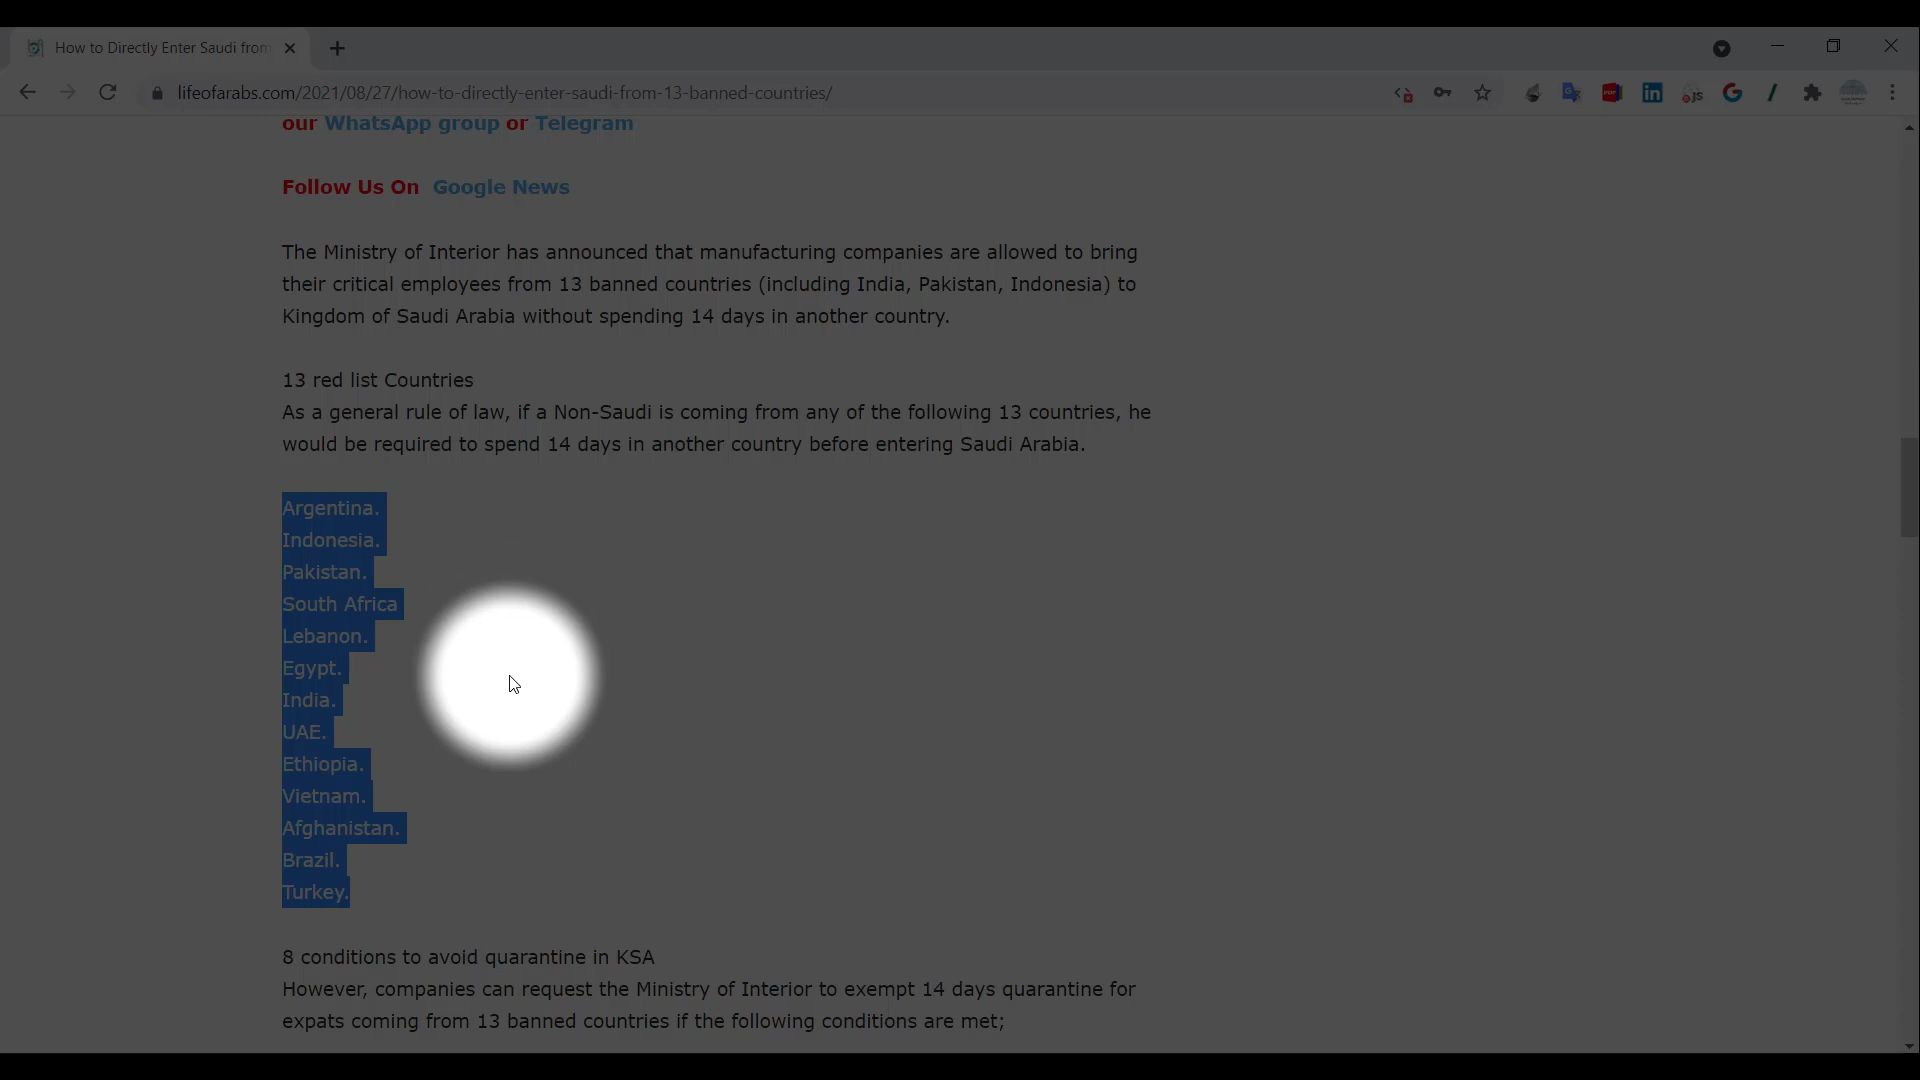 How to Directly Enter Saudi from
lifeofarabs.com/2021/08/27/how-to-directly-enter-saudi-from-13-banned-countries/
our WhatsApp group or Telegram
Follow Us On Google News
The Ministry of Interior has announced that manufacturing companies are allowed to bring
their critical employees from 13 banned countries (including India, Pakistan, Indonesia) to
Kingdom of Saudi Arabia without spending 14 days in another country.
13 red list Countries
As a general rule of law, if a Non-Saudi is coming from any of the following 13 countries, he
would be required to spend 14 days in another country before entering Saudi Arabia.
Argentina.
Indonesia.
Pakistan.
South Africa
Lebanon.
Egypt.
India.
UAE.
Ethiopia.
Vietnam.
Afghanistan.
Brazil.
Turkey.
8 conditions to avoid quarantine in KSA
However, companies can request the Ministry of Interior to exempt 14 days quarantine for
expats coming from 13 banned countries if the following conditions are met;